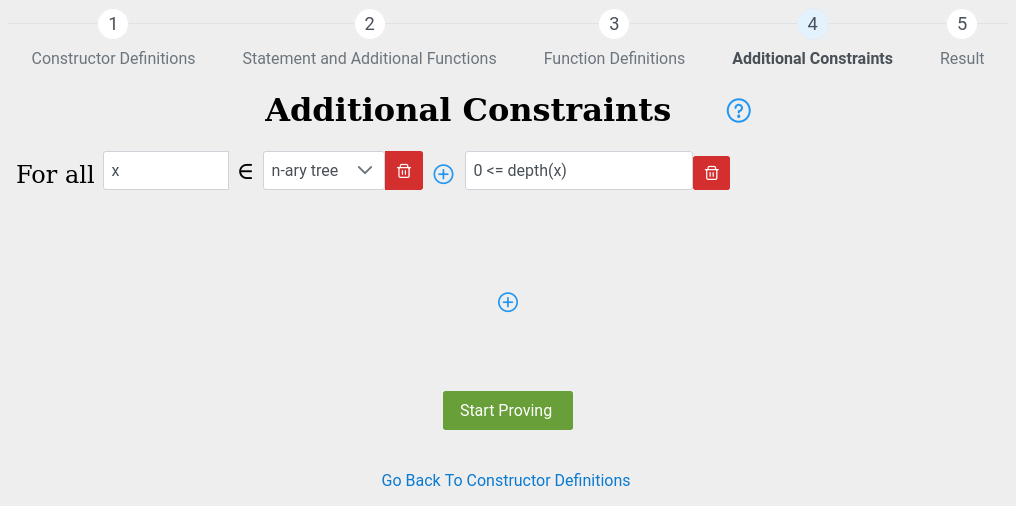 1 2 3 4 5
Constructor Definitions Statement and Additional Functions Function Definitions Additional Constraints Result
Additional Constraints ?
For all x ∈ n-ary tree 0 <= depth(x)
Start Proving
Go Back To Constructor Definitions